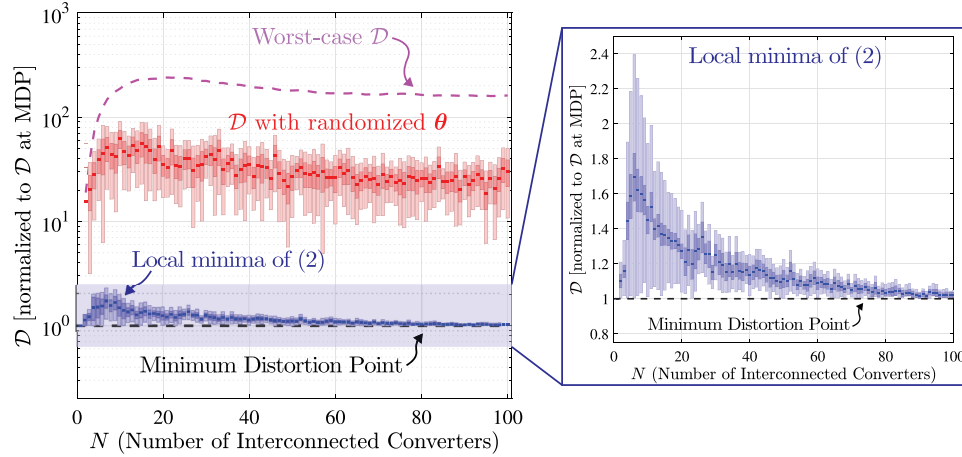 𝒟 [normalized to 𝒟 at MDP]
10³
10²
10¹
10⁰
Worst-case 𝒟
𝒟 with randomized θ
Local minima of (2)
Minimum Distortion Point
0 20 40 60 80 100
N (Number of Interconnected Converters)
𝒟 [normalized to 𝒟 at MDP]
2.4
2.2
2
1.8
1.6
1.4
1.2
1
0.8
Local minima of (2)
Minimum Distortion Point
0 20 40 60 80 100
N (Number of Interconnected Converters)